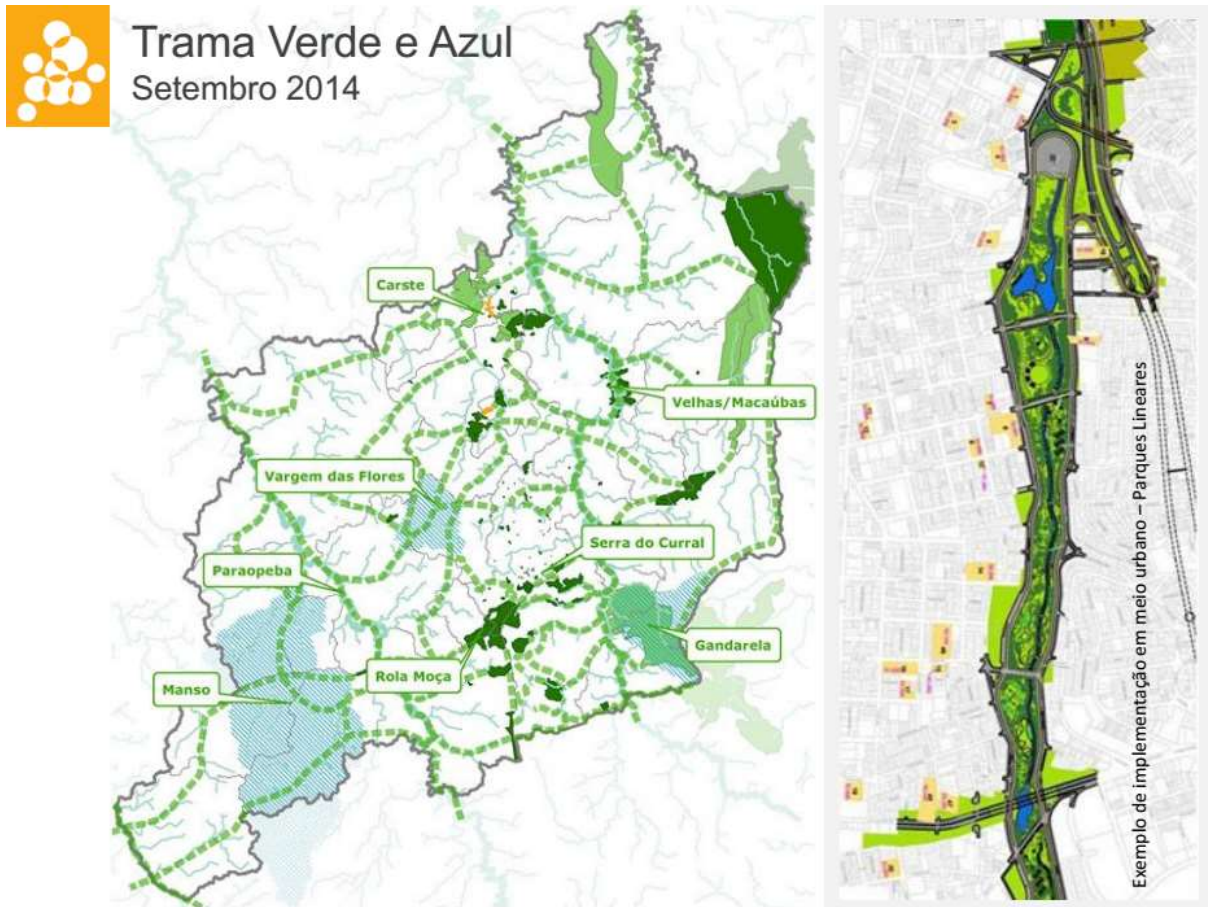 Trama Verde e Azul
Setembro 2014
Carste
Velhas/Macaúbas
Vargem das Flores
Serra do Curral
Paraopeba
Gandarela
Rola Moça
Manso
Exemplo de implementação em meio urbano – Parques Lineares